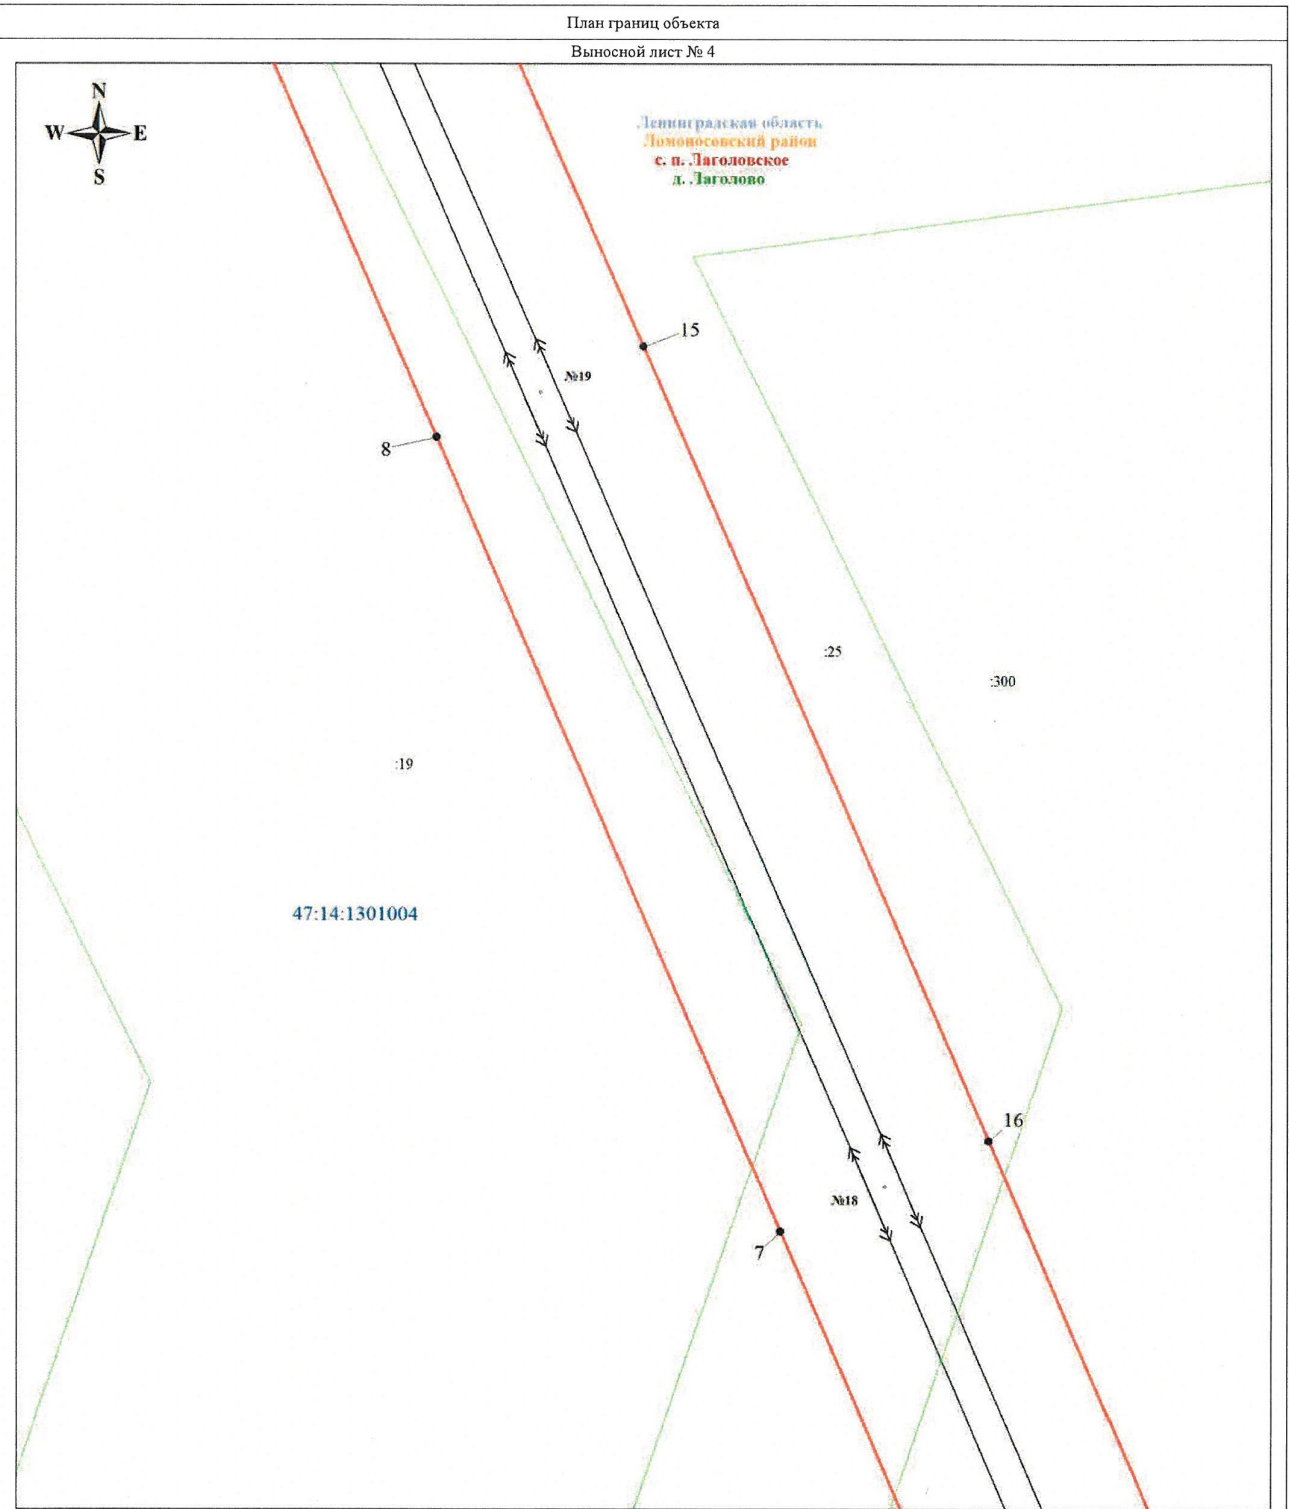 План границ объекта
Выносной лист № 4
N
W E
S
Ленинградская область
Ломоносовский район
с. п. Лаголовское
д. Лаголово
15
№19
8
:25
:300
:19
47:14:1301004
16
№18
7